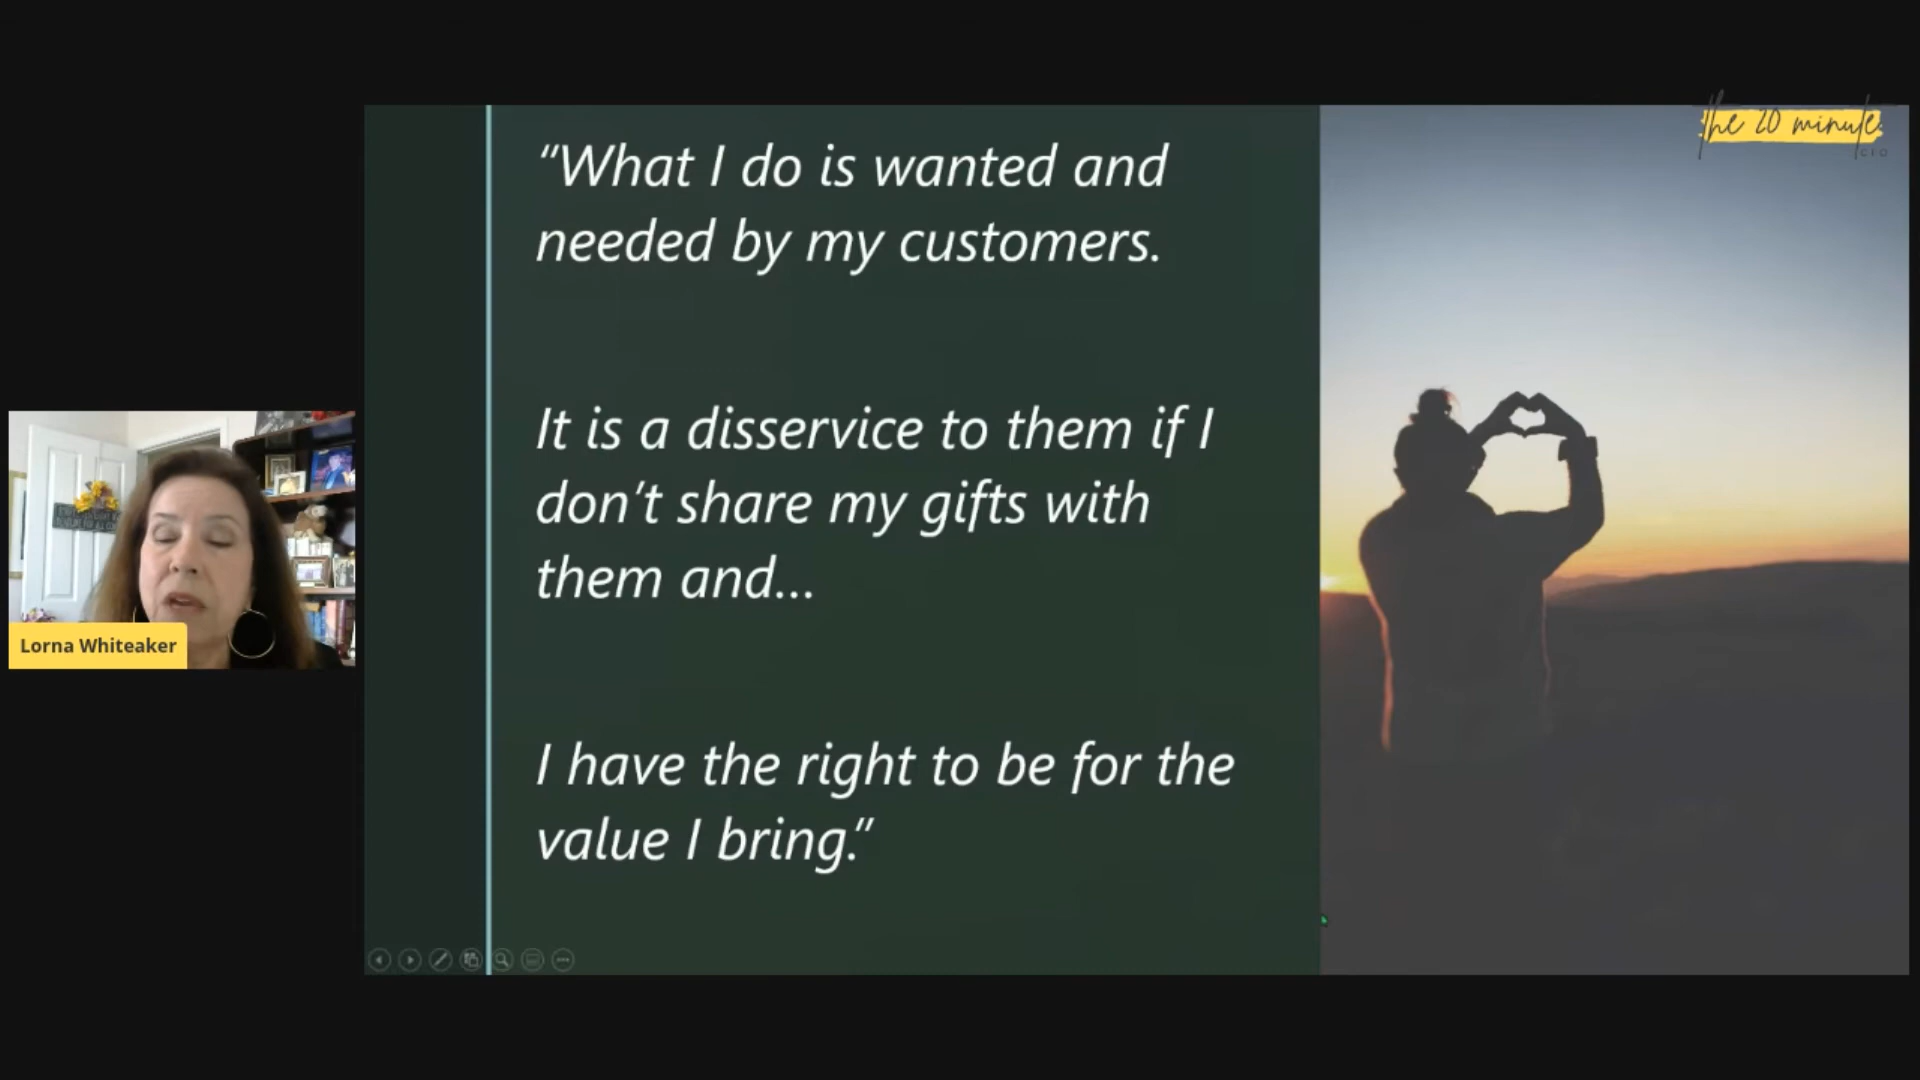 the 20 minute
CEO
“What I do is wanted and
needed by my customers.
It is a disservice to them if I
don’t share my gifts with
them and...
I have the right to be for the
value I bring.”
Lorna Whiteaker